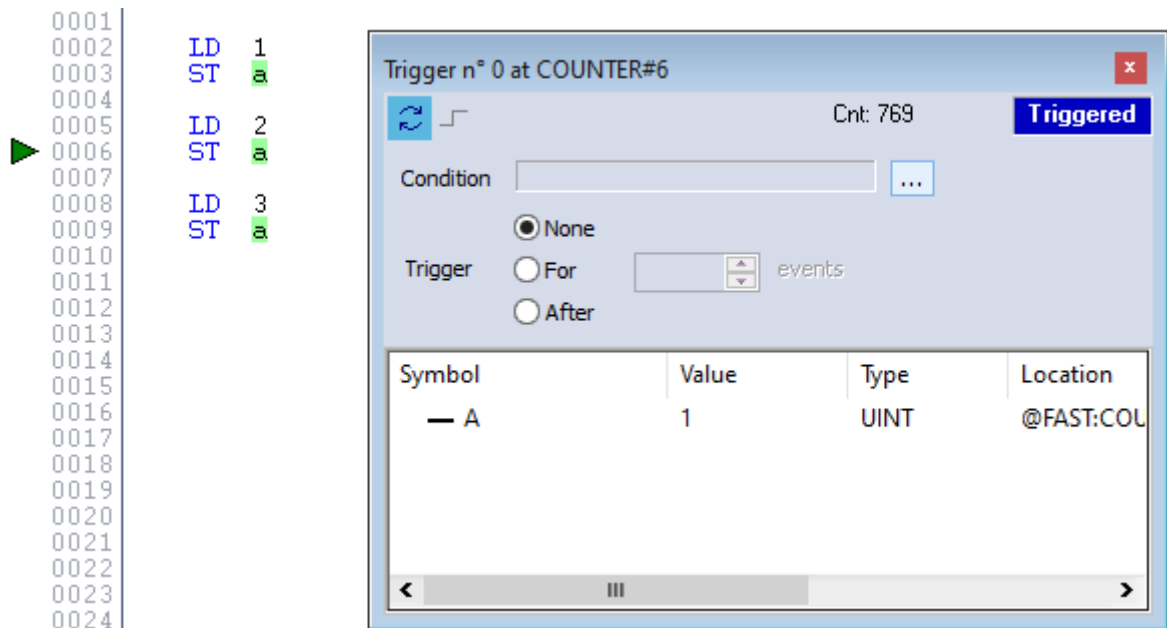 0001
0002 LD 1
0003 ST a
0004
0005 LD 2
0006 ST a
0007
0008 LD 3
0009 ST a
0010
0011
0012
0013
0014
0015
0016
0017
0018
0019
0020
0021
0022
0023
0024
Trigger n° 0 at COUNTER#6
x
Cnt: 769 Triggered
Condition ...
None
Trigger For events
After
Symbol Value Type Location
A 1 UINT @FAST:COU